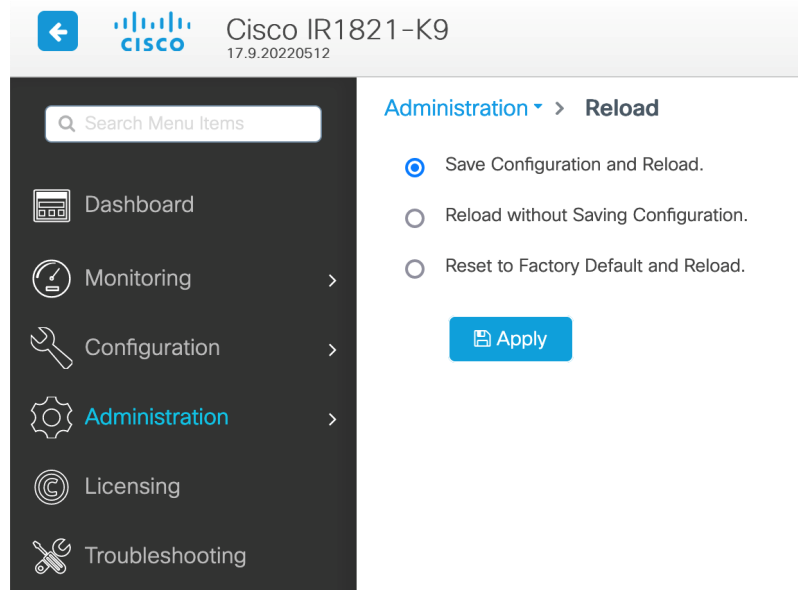 CISCO
Cisco IR1821-K9
17.9.20220512
Search Menu Items
Dashboard
Monitoring
Configuration
Administration
Licensing
Troubleshooting
Administration > Reload
Save Configuration and Reload.
Reload without Saving Configuration.
Reset to Factory Default and Reload.
Apply